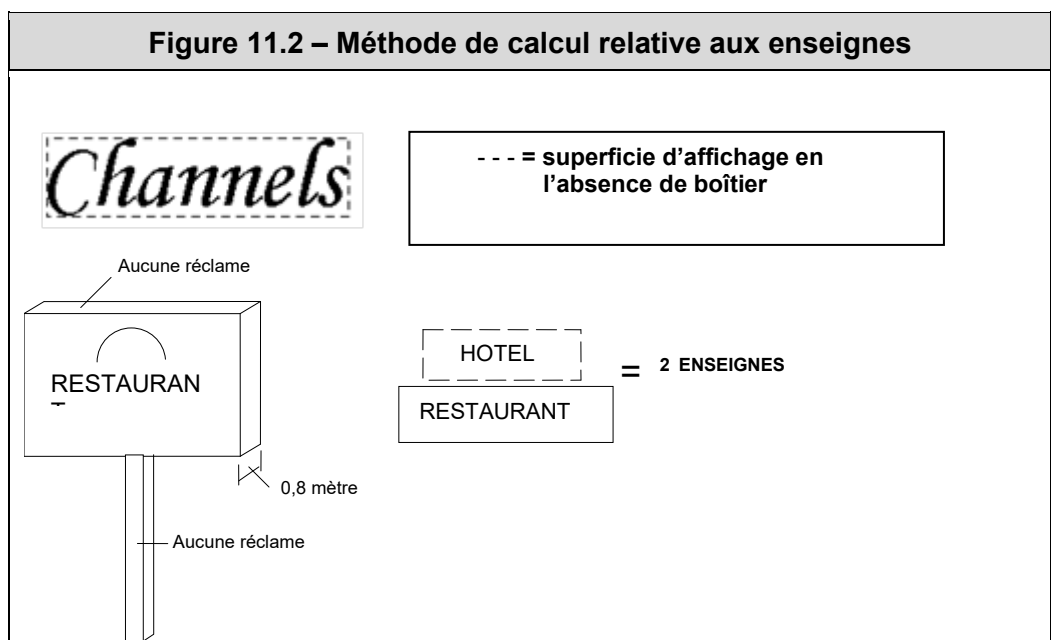 Figure 11.2 – Méthode de calcul relative aux enseignes
Channels
- - - = superficie d'affichage en
l'absence de boîtier
Aucune réclame
RESTAURAN
T
HOTEL
RESTAURANT
= 2 ENSEIGNES
0,8 mètre
Aucune réclame